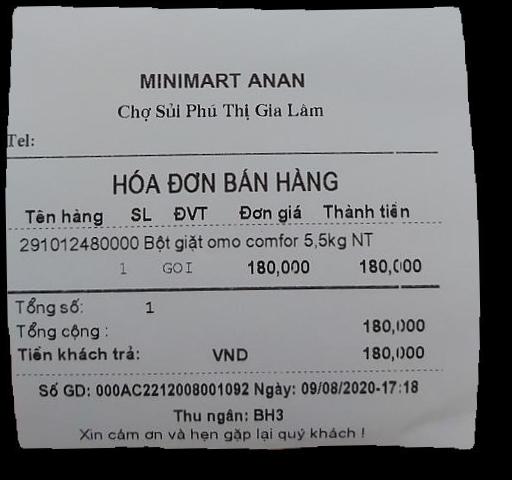 MINIMART ANAN
Chợ Sủi Phú Thị Gia Lâm
Tel:
HÓA ĐƠN BÁN HÀNG
Tên hàng SL ĐVT Đơn giá Thành tiền
291012480000 Bột giặt omo comfor 5,5kg NT
1 GOI 180,000 180,000
Tổng số: 1
Tổng cộng : 180,000
Tiền khách trả: VND 180,000
Số GD: 000AC2212008001092 Ngày: 09/08/2020-17:18
Thu ngân: BH3
Xin cám ơn và hẹn gặp lại quý khách !